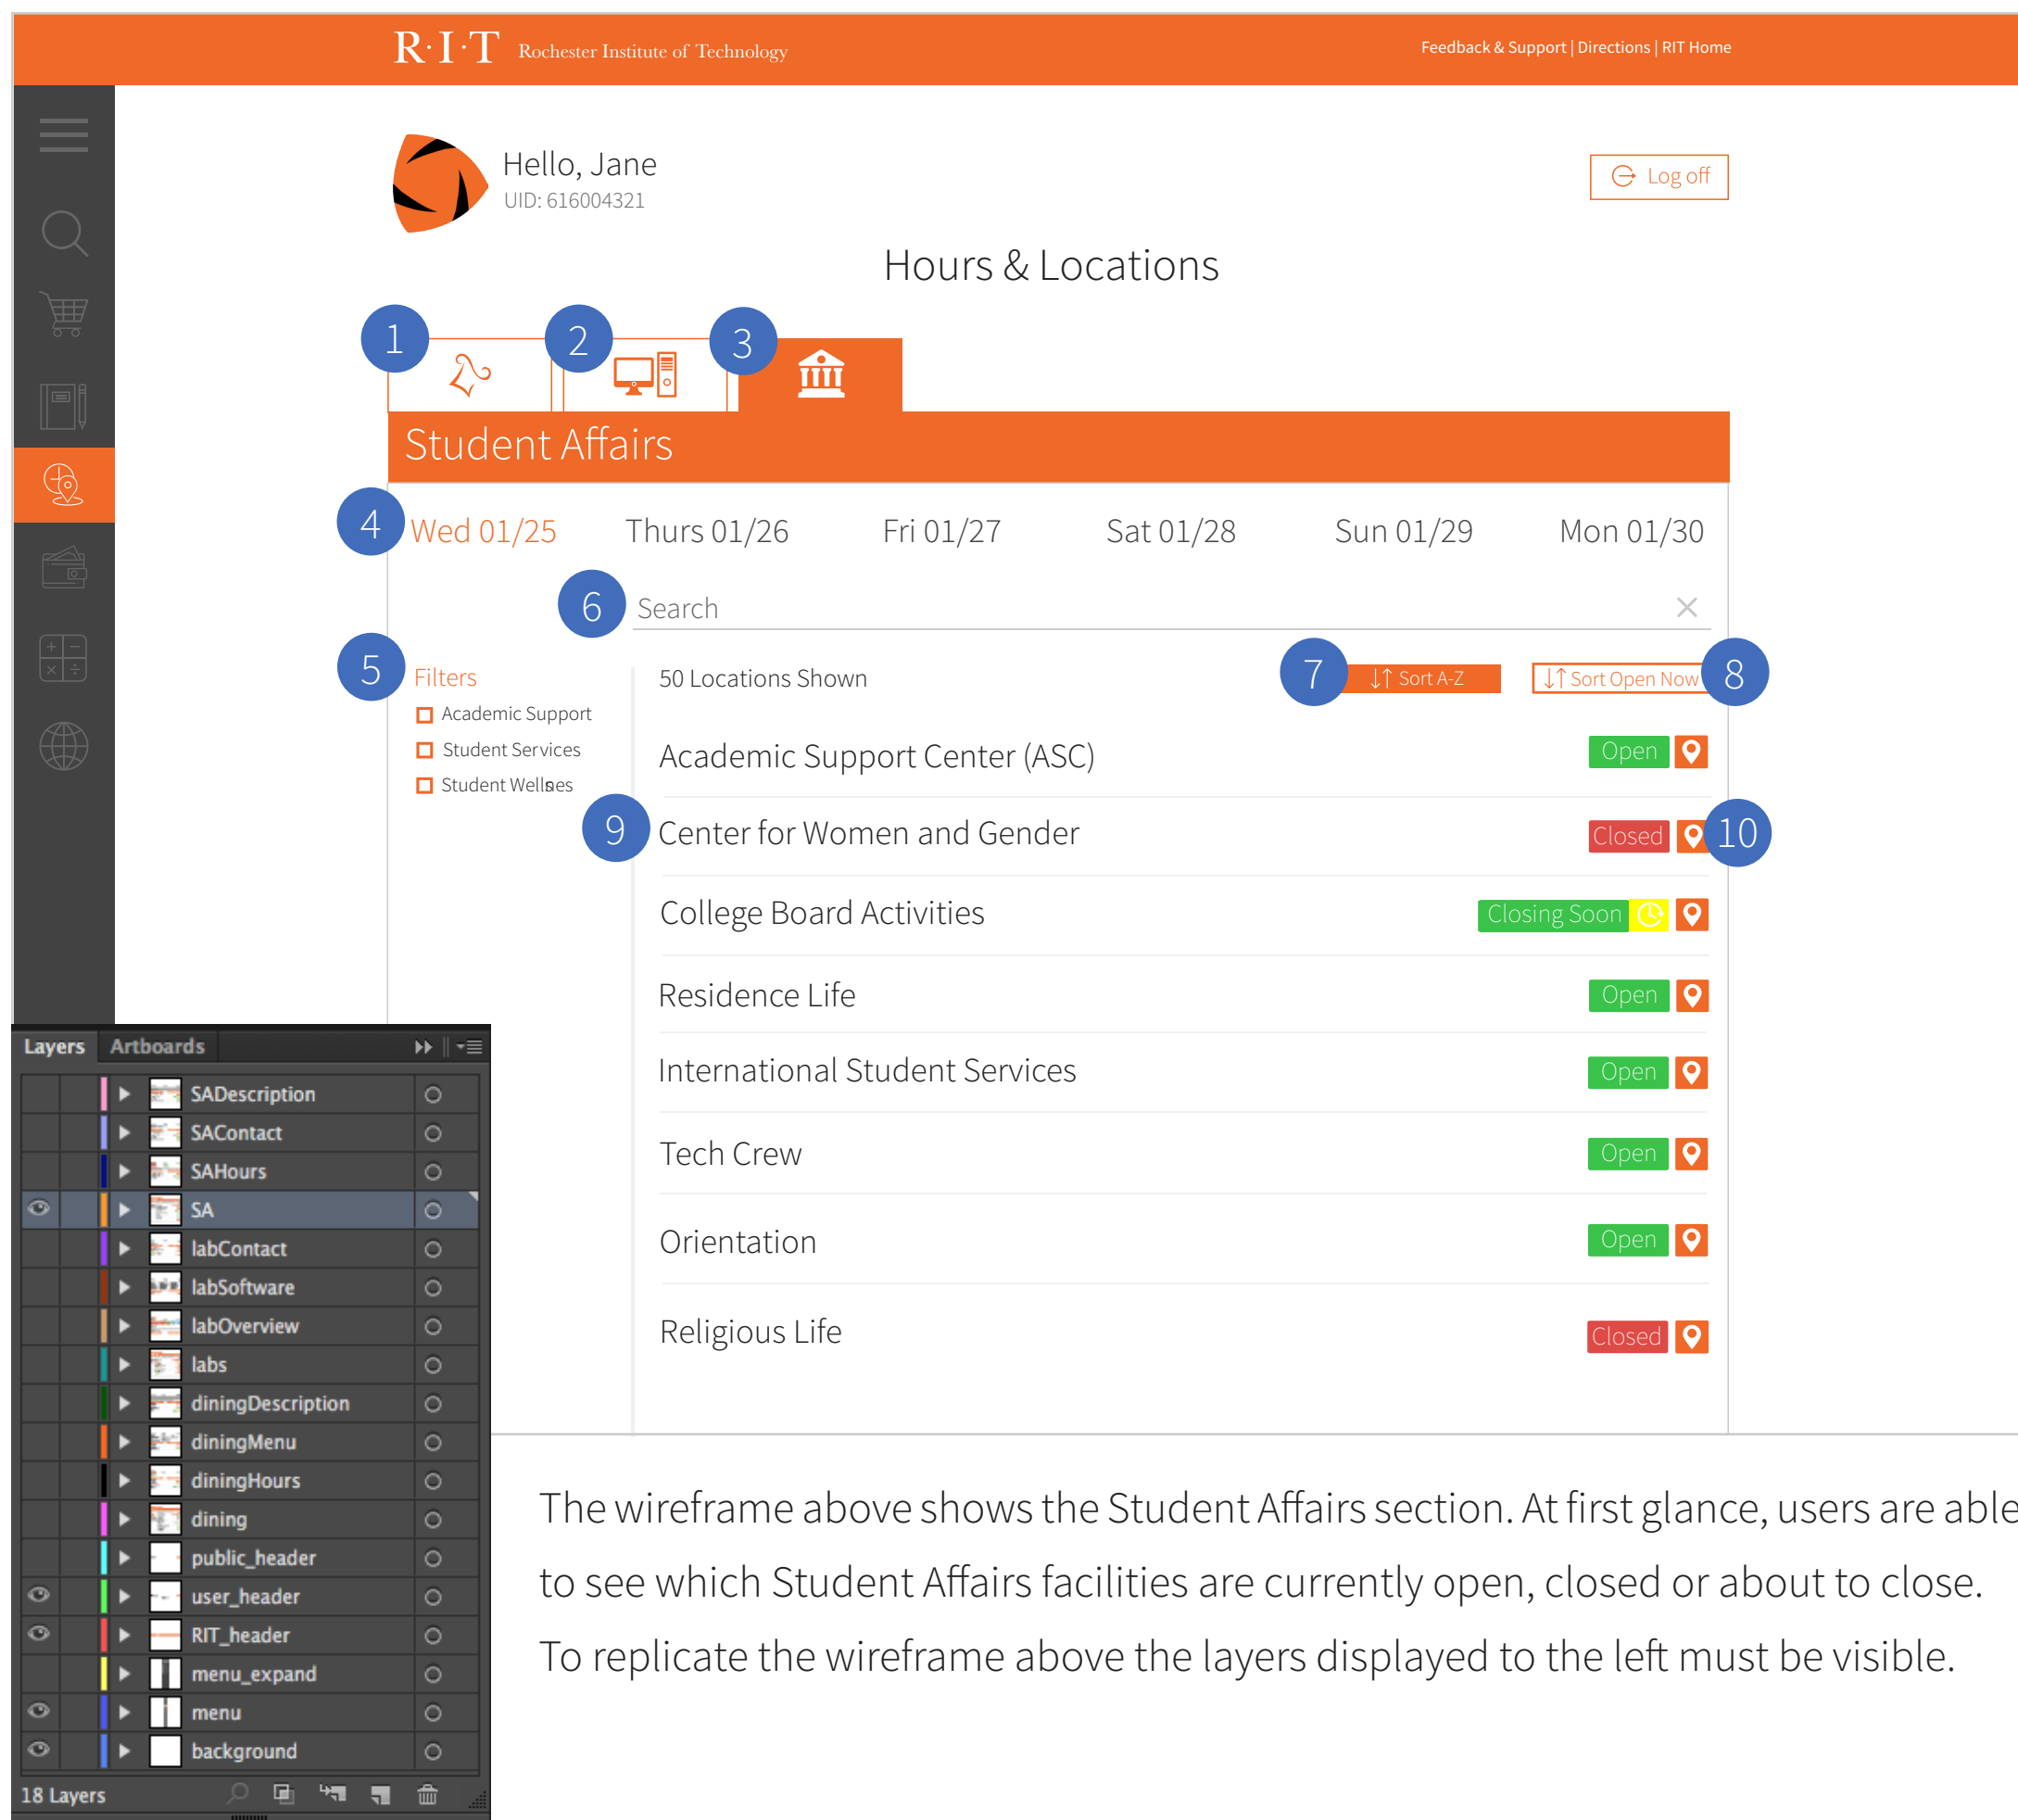 R·I·T Rochester Institute of Technology
Feedback & Support | Directions | RIT Home
Hello, Jane
UID: 616004321
Log off
Hours & Locations
1
2
3
Student Affairs
4
Wed 01/25
Thurs 01/26
Fri 01/27
Sat 01/28
Sun 01/29
Mon 01/30
6
Search
5
Filters
Academic Support
Student Services
Student Wellnes
50 Locations Shown
7
↓↑ Sort A-Z
↓↑ Sort Open Now
8
Academic Support Center (ASC)
Open
9
Center for Women and Gender
Closed
10
College Board Activities
Closing Soon
Residence Life
Open
International Student Services
Open
Tech Crew
Open
Orientation
Open
Religious Life
Closed
Layers
Artboards
SADescription
SAContact
SAHours
SA
labContact
labSoftware
labOverview
labs
diningDescription
diningMenu
diningHours
dining
public_header
user_header
RIT_header
menu_expand
menu
background
18 Layers
The wireframe above shows the Student Affairs section. At first glance, users are able
to see which Student Affairs facilities are currently open, closed or about to close.
To replicate the wireframe above the layers displayed to the left must be visible.